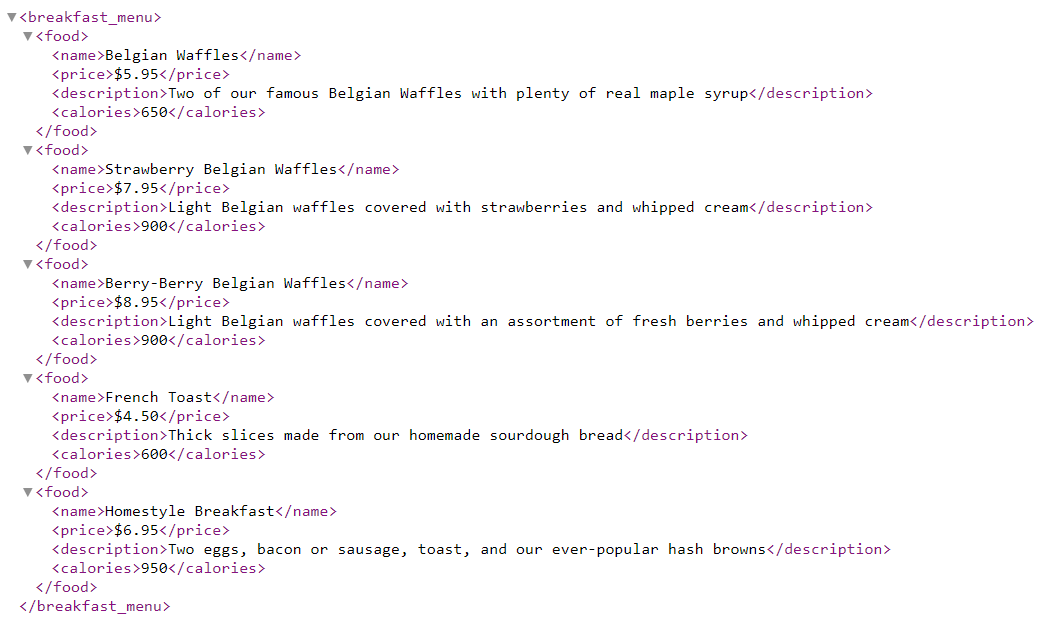 <breakfast_menu>
<food>
<name>Belgian Waffles</name>
<price>$5.95</price>
<description>Two of our famous Belgian Waffles with plenty of real maple syrup</description>
<calories>650</calories>
</food>
<food>
<name>Strawberry Belgian Waffles</name>
<price>$7.95</price>
<description>Light Belgian waffles covered with strawberries and whipped cream</description>
<calories>900</calories>
</food>
<food>
<name>Berry-Berry Belgian Waffles</name>
<price>$8.95</price>
<description>Light Belgian waffles covered with an assortment of fresh berries and whipped cream</description>
<calories>900</calories>
</food>
<food>
<name>French Toast</name>
<price>$4.50</price>
<description>Thick slices made from our homemade sourdough bread</description>
<calories>600</calories>
</food>
<food>
<name>Homestyle Breakfast</name>
<price>$6.95</price>
<description>Two eggs, bacon or sausage, toast, and our ever-popular hash browns</description>
<calories>950</calories>
</food>
</breakfast_menu>